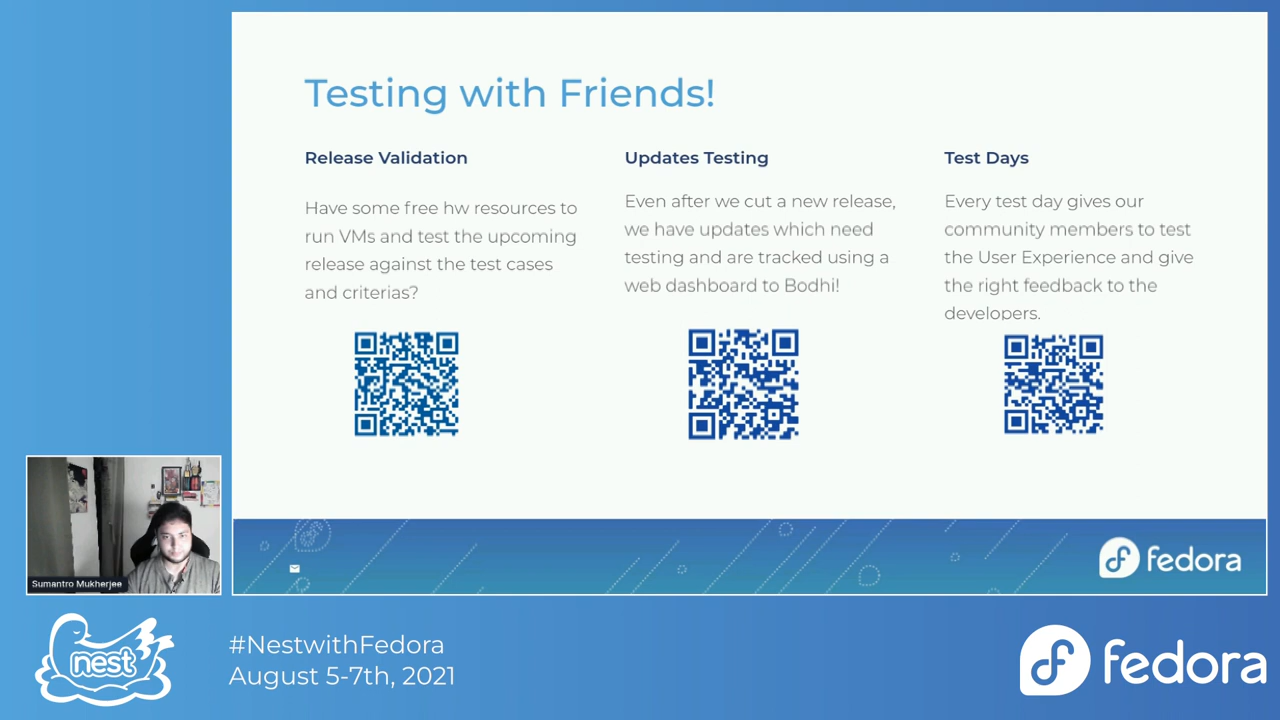 Testing with Friends!
Release Validation
Have some free hw resources to
run VMs and test the upcoming
release against the test cases
and criterias?
Updates Testing
Even after we cut a new release,
we have updates which need
testing and are tracked using a
web dashboard to Bodhi!
Test Days
Every test day gives our
community members to test
the User Experience and give
the right feedback to the
developers.
fedora
Sumantro Mukherjee
nest
#NestwithFedora
August 5-7th, 2021
fedora